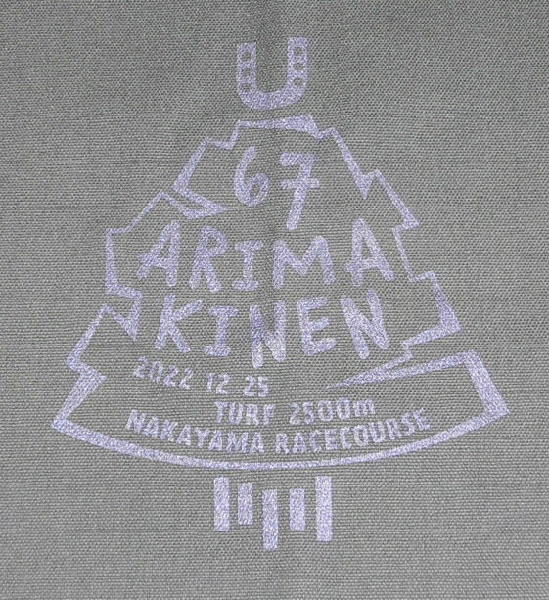 67
ARIMA
KINEN
2022 12 25
TURF 2500m
NAKAYAMA RACECOURSE